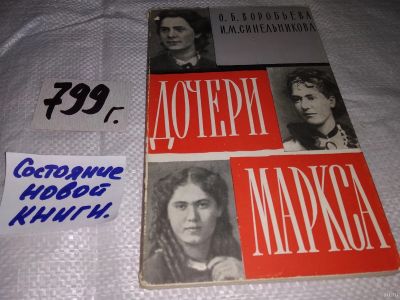 О. Б. ВОРОБЬЕВА
И. М. СИНЕЛЬНИКОВА
ДОЧЕРИ
МАРКСА
799 г.
Состояние
новой
книги.